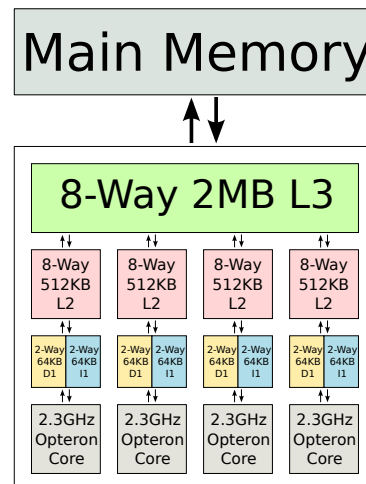 Main Memory
8-Way 2MB L3
8-Way
512KB
L2
8-Way
512KB
L2
8-Way
512KB
L2
8-Way
512KB
L2
2-Way
64KB
D1
2-Way
64KB
I1
2-Way
64KB
D1
2-Way
64KB
I1
2-Way
64KB
D1
2-Way
64KB
I1
2-Way
64KB
D1
2-Way
64KB
I1
2.3GHz
Opteron
Core
2.3GHz
Opteron
Core
2.3GHz
Opteron
Core
2.3GHz
Opteron
Core